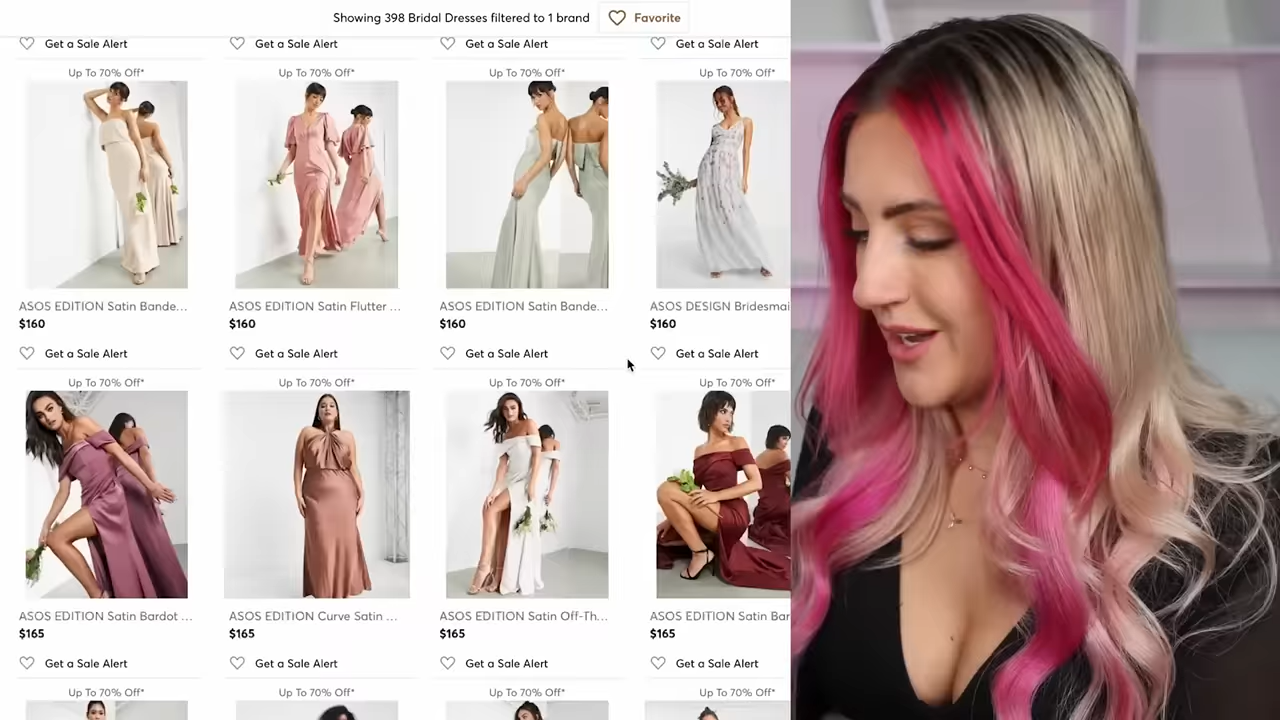 Showing 398 Bridal Dresses filtered to 1 brand
Favorite
Get a Sale Alert
Get a Sale Alert
Get a Sale Alert
Get a Sale Alert
Up To 70% Off*
Up To 70% Off*
Up To 70% Off*
Up To 70% Off*
ASOS EDITION Satin Bande...
ASOS EDITION Satin Flutter ...
ASOS EDITION Satin Bande...
ASOS DESIGN Bridesmai
$160
$160
$160
$160
Get a Sale Alert
Get a Sale Alert
Get a Sale Alert
Get a Sale Alert
Up To 70% Off*
Up To 70% Off*
Up To 70% Off*
Up To 70% Off*
ASOS EDITION Satin Bardot ...
ASOS EDITION Curve Satin ...
ASOS EDITION Satin Off-Th...
ASOS EDITION Satin Bar
$165
$165
$165
$165
Get a Sale Alert
Get a Sale Alert
Get a Sale Alert
Get a Sale Alert
Up To 70% Off*
Up To 70% Off*
Up To 70% Off*
Up To 70% Off*